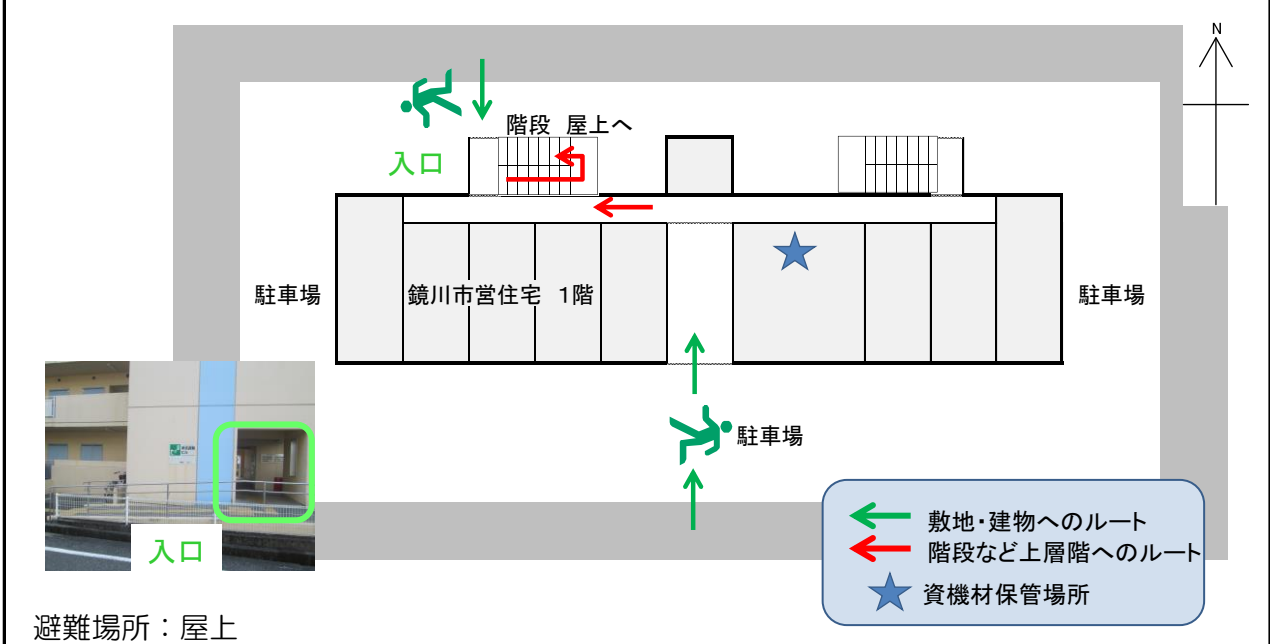 N
階段 屋上へ
入口
駐車場
鏡川市営住宅 1階
駐車場
駐車場
入口
敷地・建物へのルート
階段など上層階へのルート
資機材保管場所
避難場所：屋上